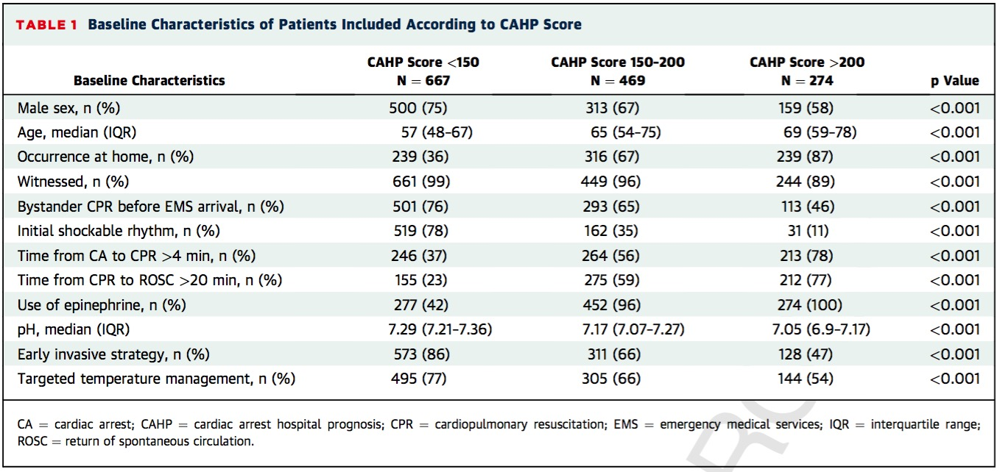 TABLE 1 Baseline Characteristics of Patients Included According to CAHP Score
Baseline Characteristics CAHP Score <150 N = 667 CAHP Score 150–200 N = 469 CAHP Score >200 N = 274 p Value
Male sex, n (%) 500 (75) 313 (67) 159 (58) <0.001
Age, median (IQR) 57 (48–67) 65 (54–75) 69 (59–78) <0.001
Occurrence at home, n (%) 239 (36) 316 (67) 239 (87) <0.001
Witnessed, n (%) 661 (99) 449 (96) 244 (89) <0.001
Bystander CPR before EMS arrival, n (%) 501 (76) 293 (65) 113 (46) <0.001
Initial shockable rhythm, n (%) 519 (78) 162 (35) 31 (11) <0.001
Time from CA to CPR >4 min, n (%) 246 (37) 264 (56) 213 (78) <0.001
Time from CPR to ROSC >20 min, n (%) 155 (23) 275 (59) 212 (77) <0.001
Use of epinephrine, n (%) 277 (42) 452 (96) 274 (100) <0.001
pH, median (IQR) 7.29 (7.21–7.36) 7.17 (7.07–7.27) 7.05 (6.9–7.17) <0.001
Early invasive strategy, n (%) 573 (86) 311 (66) 128 (47) <0.001
Targeted temperature management, n (%) 495 (77) 305 (66) 144 (54) <0.001
CA = cardiac arrest; CAHP = cardiac arrest hospital prognosis; CPR = cardiopulmonary resuscitation; EMS = emergency medical services; IQR = interquartile range;
ROSC = return of spontaneous circulation.